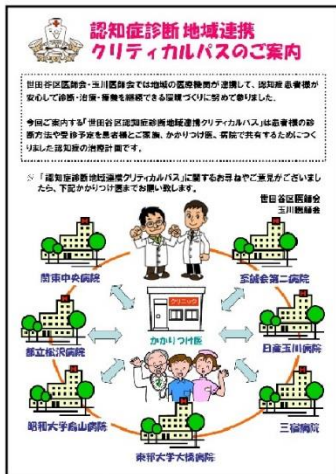 認知症診断 地域連携
クリティカルパスのご案内
世田谷区医師会・玉川医師会では地域の医療機関が連携して、認知症患者様が
安心して診断・治療・療養を継続できる環境づくりに努めて参りました。
今回ご案内する「世田谷区認知症診断地域連携クリティカルパス」は患者様の診
断方法や受診予定を患者様とご家族、かかりつけ医、病院で共有するためにつく
りました認知症の治療計画です。
「認知症診断地域連携クリティカルパス」に関するお尋ねやご意見がございまし
たら、下記かかりつけ医までお願い致します。
世田谷区医師会
玉川医師会
関東中央病院
至誠会第二病院
クリニック
かかりつけ医
都立松沢病院
日産玉川病院
昭和大学烏山病院
三宿病院
東邦大学大橋病院